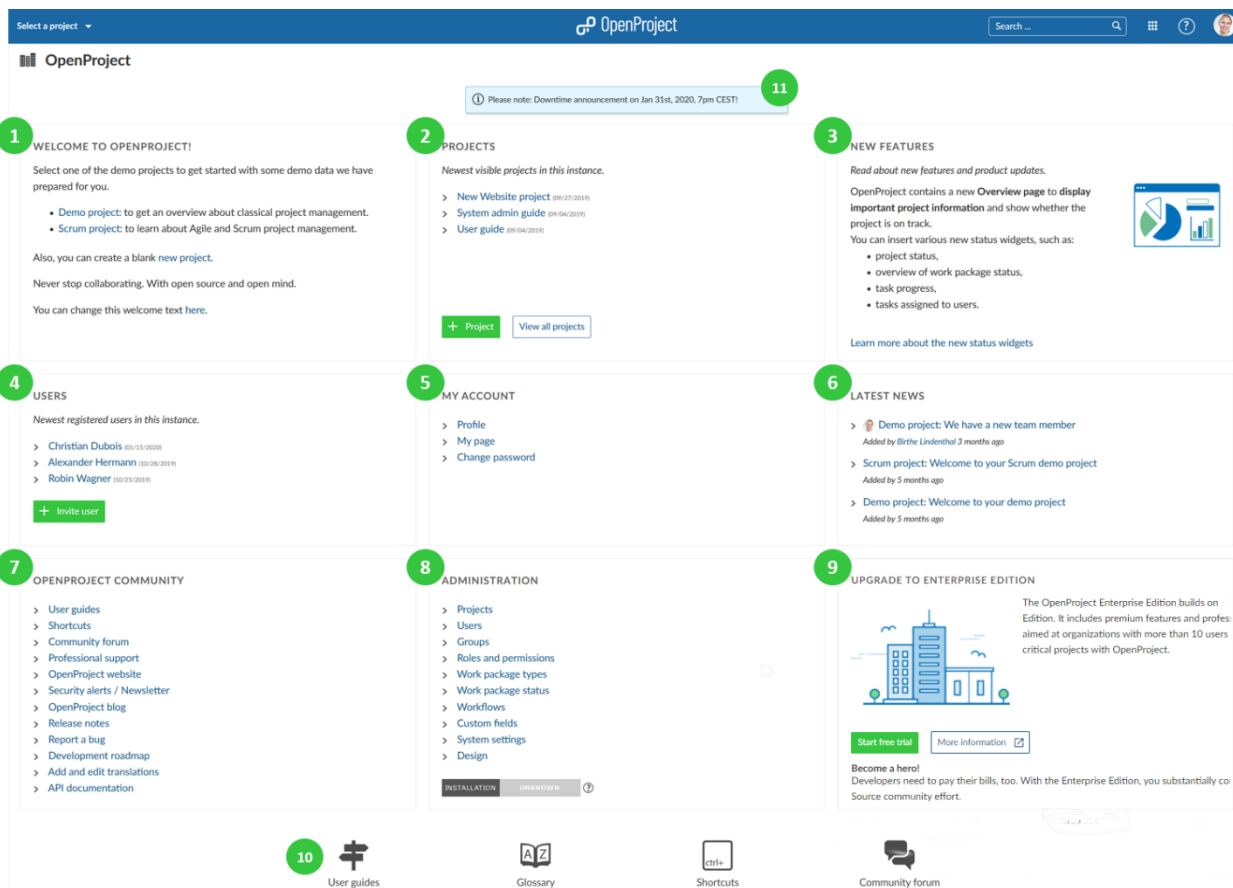 Select a project
OpenProject
Search ...
?
OpenProject
Please note: Downtime announcement on Jan 31st, 2020, 7pm CEST!
11
1
WELCOME TO OPENPROJECT!
Select one of the demo projects to get started with some demo data we have
prepared for you.
• Demo project: to get an overview about classical project management.
• Scrum project: to learn about Agile and Scrum project management.
Also, you can create a blank new project.
Never stop collaborating. With open source and open mind.
You can change this welcome text here.
2
PROJECTS
Newest visible projects in this instance.
New Website project (09/27/2019)
System admin guide (09/04/2019)
User guide (09/04/2019)
+ Project
View all projects
3
NEW FEATURES
Read about new features and product updates.
OpenProject contains a new Overview page to display
important project information and show whether the
project is on track.
You can insert various new status widgets, such as:
• project status,
• overview of work package status,
• task progress,
• tasks assigned to users.
Learn more about the new status widgets
4
USERS
Newest registered users in this instance.
Christian Dubois (01/15/2020)
Alexander Hermann (10/28/2019)
Robin Wagner (10/25/2019)
+ Invite user
5
MY ACCOUNT
Profile
My page
Change password
6
LATEST NEWS
Demo project: We have a new team member
Added by Birthe Lindenthal 3 months ago
Scrum project: Welcome to your Scrum demo project
Added by 5 months ago
Demo project: Welcome to your demo project
Added by 5 months ago
7
OPENPROJECT COMMUNITY
User guides
Shortcuts
Community forum
Professional support
OpenProject website
Security alerts / Newsletter
OpenProject blog
Release notes
Report a bug
Development roadmap
Add and edit translations
API documentation
8
ADMINISTRATION
Projects
Users
Groups
Roles and permissions
Work package types
Work package status
Workflows
Custom fields
System settings
Design
INSTALLATION UNKNOWN ?
9
UPGRADE TO ENTERPRISE EDITION
The OpenProject Enterprise Edition builds on
Edition. It includes premium features and profes
aimed at organizations with more than 10 users
critical projects with OpenProject.
Start free trial
More information
Become a hero!
Developers need to pay their bills, too. With the Enterprise Edition, you substantially co
Source community effort.
10
User guides
A Z
Glossary
ctrl+
Shortcuts
Community forum